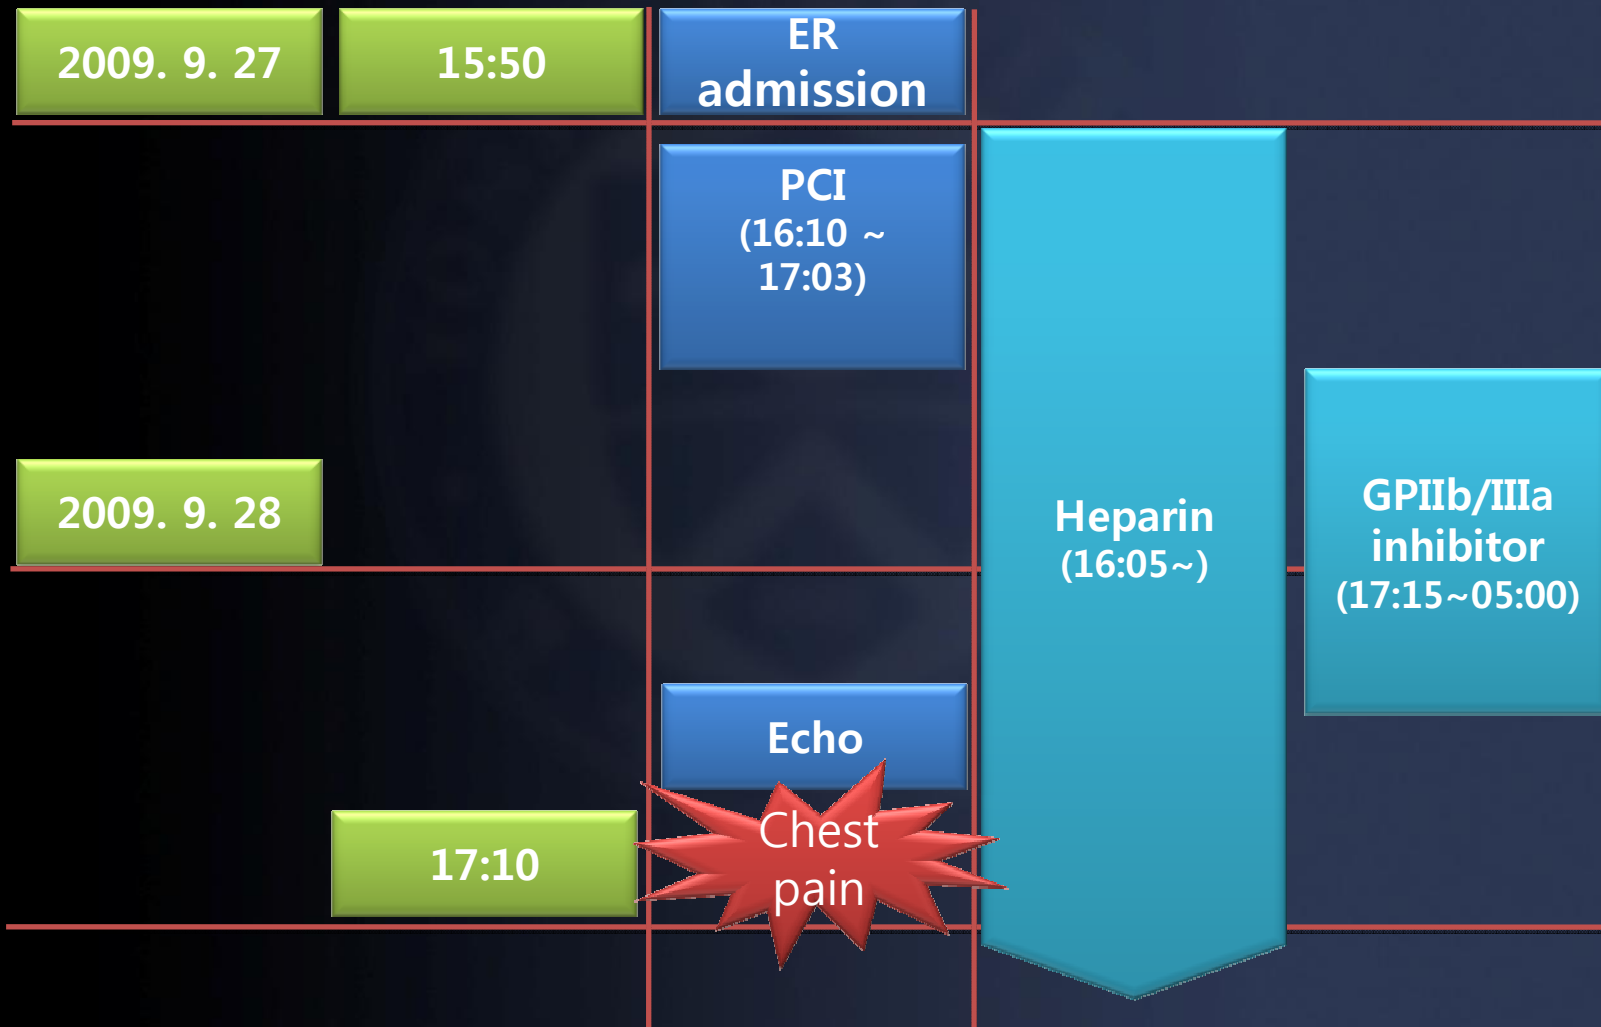 2009. 9. 27
15:50
ER
admission
PCI
(16:10 ~
17:03)
2009. 9. 28
Heparin
(16:05~)
GPIIb/IIIa
inhibitor
(17:15~05:00)
Echo
17:10
Chest
pain